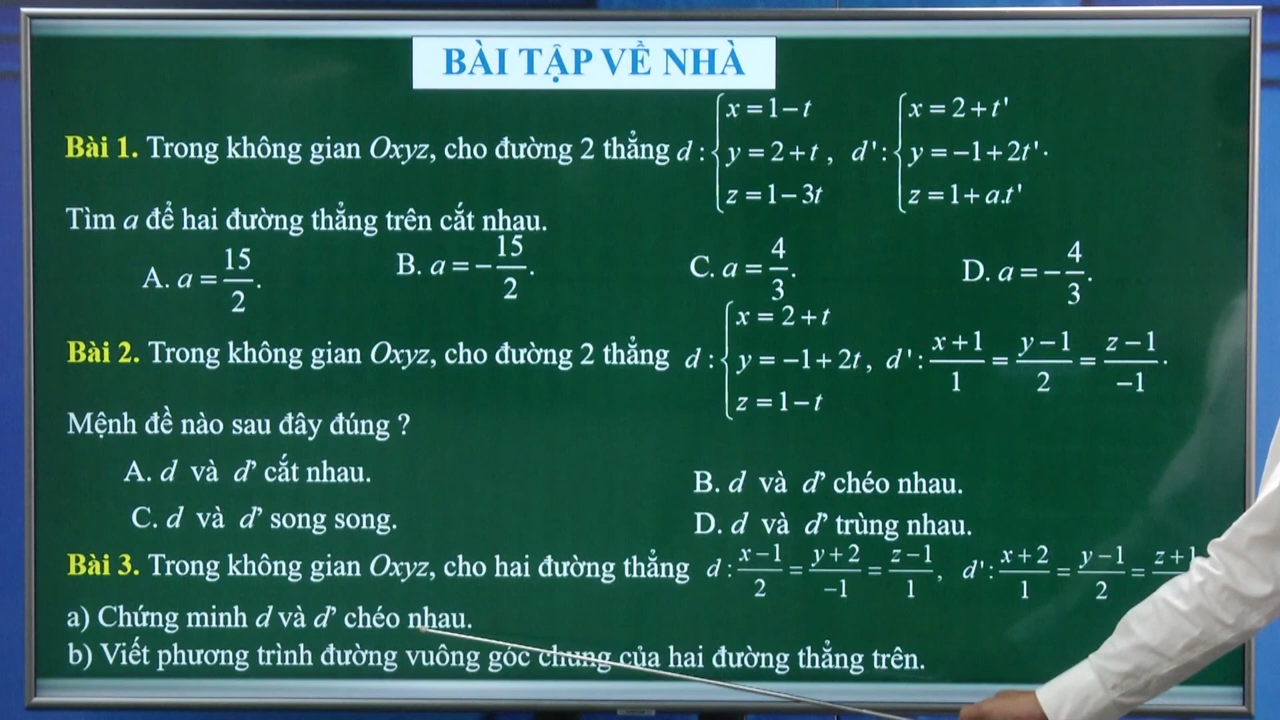 BÀI TẬP VỀ NHÀ
Bài 1. Trong không gian Oxyz, cho đường 2 thẳng d : { x = 1 − t ; y = 2 + t ; z = 1 − 3t , d' : { x = 2 + t' ; y = −1 + 2t' ; z = 1 + a.t' .
Tìm a để hai đường thẳng trên cắt nhau.
A. a = 15/2. B. a = −15/2. C. a = 4/3. D. a = −4/3.
Bài 2. Trong không gian Oxyz, cho đường 2 thẳng d : { x = 2 + t ; y = −1 + 2t ; z = 1 − t , d' : (x + 1)/1 = (y − 1)/2 = (z − 1)/−1 .
Mệnh đề nào sau đây đúng ?
A. d và d’ cắt nhau. B. d và d’ chéo nhau.
C. d và d’ song song. D. d và d’ trùng nhau.
Bài 3. Trong không gian Oxyz, cho hai đường thẳng d : (x − 1)/2 = (y + 2)/−1 = (z − 1)/1 , d' : (x + 2)/1 = (y − 1)/2 = z + 1
a) Chứng minh d và d’ chéo nhau.
b) Viết phương trình đường vuông góc chung của hai đường thẳng trên.